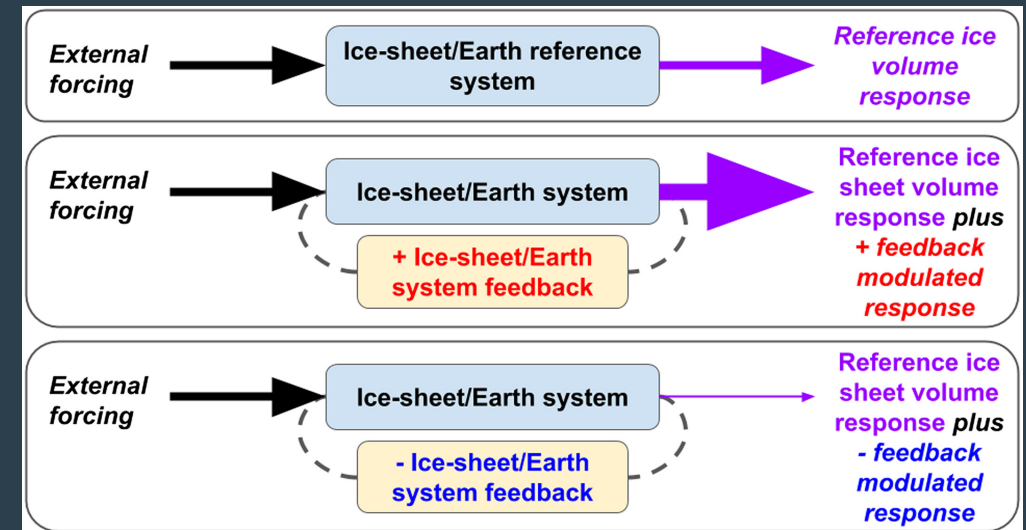 External
forcing
Ice-sheet/Earth reference
system
Reference ice
volume
response
External
forcing
Ice-sheet/Earth system
+ Ice-sheet/Earth
system feedback
Reference ice
sheet volume
response plus
+ feedback
modulated
response
External
forcing
Ice-sheet/Earth system
- Ice-sheet/Earth
system feedback
Reference ice
sheet volume
response plus
- feedback
modulated
response